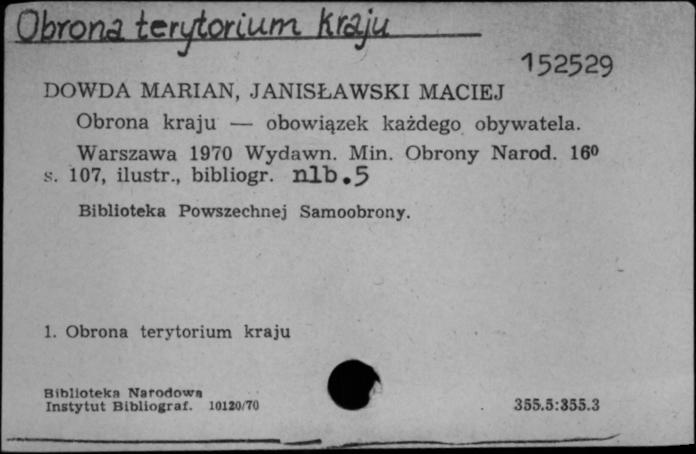 Obrona terytorium kraju
152529
DOWDA MARIAN, JANISŁAWSKI MACIEJ
Obrona kraju — obowiązek każdego obywatela.
Warszawa 1970 Wydawn. Min. Obrony Narod. 16⁰
s. 107, ilustr., bibliogr. nlb.5
Biblioteka Powszechnej Samoobrony.
1. Obrona terytorium kraju
Biblioteka Narodowa
Instytut Bibliograf. 10120/70
355.5:355.3